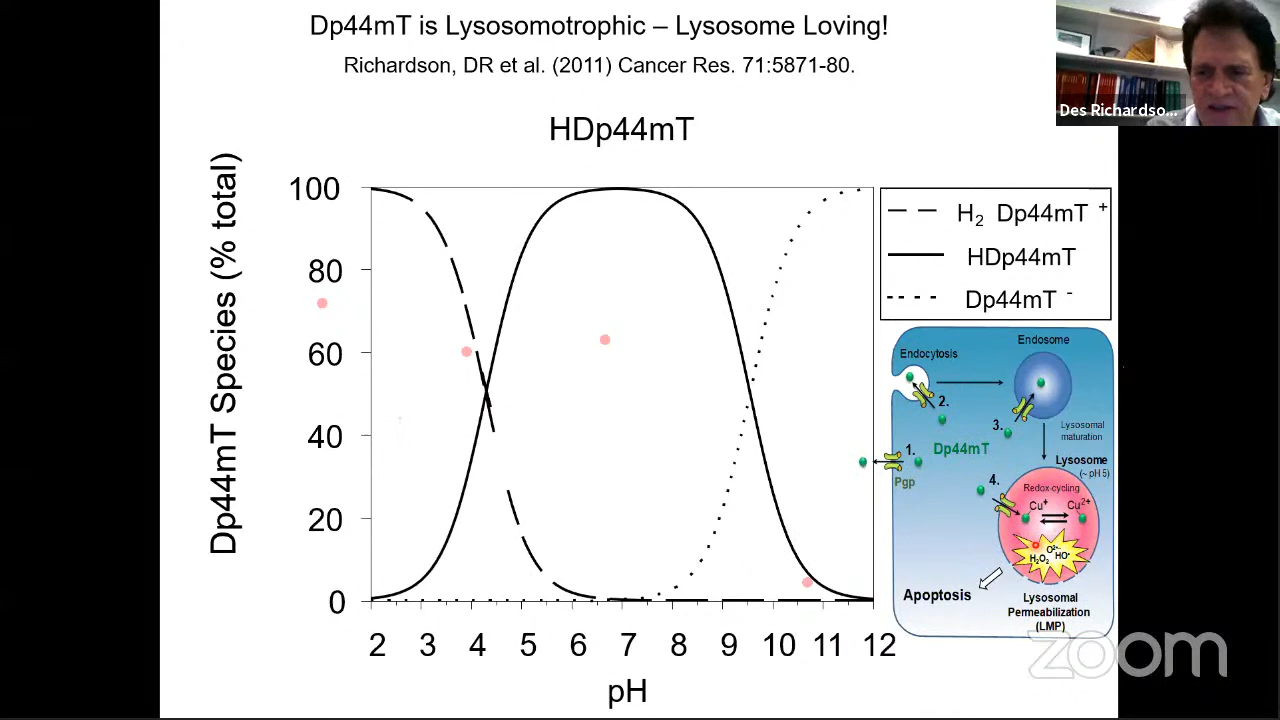 Dp44mT is Lysosomotrophic – Lysosome Loving!
Richardson, DR et al. (2011) Cancer Res. 71:5871-80.
Des Richardso...
HDp44mT
Dp44mT Species (% total)
100
80
60
40
20
0
2 3 4 5 6 7 8 9 10 11 12
pH
H2 Dp44mT +
HDp44mT
Dp44mT -
Endosome
Endocytosis
2.
3.
Lysosomal
maturation
1.
Dp44mT
Pgp
Lysosome
(~ pH 5)
4.
Redox-cycling
Cu+ Cu2+
O2•-
H2O2 HO•
Apoptosis
Lysosomal
Permeabilization
(LMP)
zoom